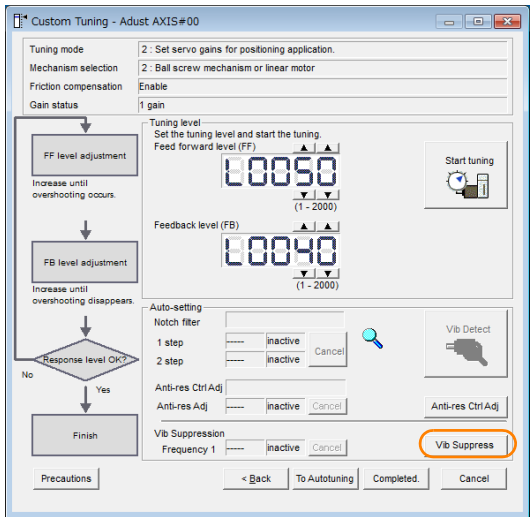 Custom Tuning - Adust AXIS#00
Tuning mode 2 : Set servo gains for positioning application.
Mechanism selection 2 : Ball screw mechanism or linear motor
Friction compensation Enable
Gain status 1 gain
FF level adjustment
Increase until
overshooting occurs.
FB level adjustment
Increase until
overshooting disappears.
Response level OK?
No
Yes
Finish
Tuning level
Set the tuning level and start the tuning.
Feed forward level (FF)
L0050
(1 - 2000)
Feedback level (FB)
L0040
(1 - 2000)
Start tuning
Auto-setting
Notch filter
1 step ----- inactive
2 step ----- inactive
Cancel
Vib Detect
Anti-res Ctrl Adj
Anti-res Adj ----- inactive Cancel
Anti-res Ctrl Adj
Vib Suppression
Frequency 1 ----- inactive Cancel
Vib Suppress
Precautions < Back To Autotuning Completed. Cancel